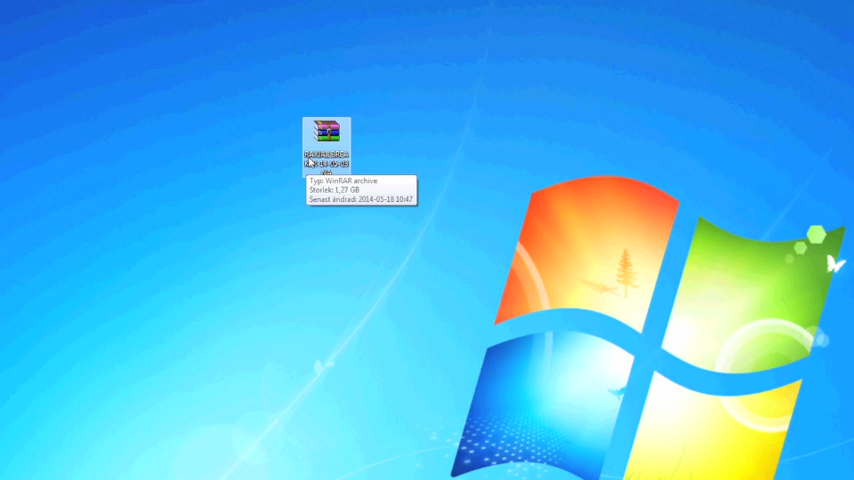 Typ: WinRAR archive
Storlek: 1,27 GB
Senast ändrad: 2014-05-18 10:47